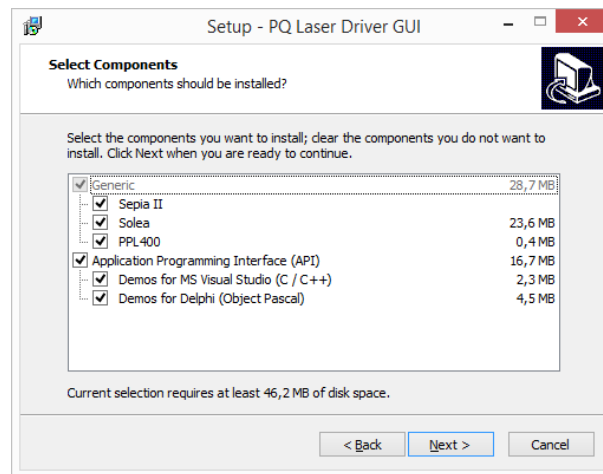 Setup - PQ Laser Driver GUI
Select Components
Which components should be installed?
Select the components you want to install; clear the components you do not want to
install. Click Next when you are ready to continue.
Generic 28,7 MB
Sepia II
Solea 23,6 MB
PPL400 0,4 MB
Application Programming Interface (API) 16,7 MB
Demos for MS Visual Studio (C / C++) 2,3 MB
Demos for Delphi (Object Pascal) 4,5 MB
Current selection requires at least 46,2 MB of disk space.
< Back Next > Cancel